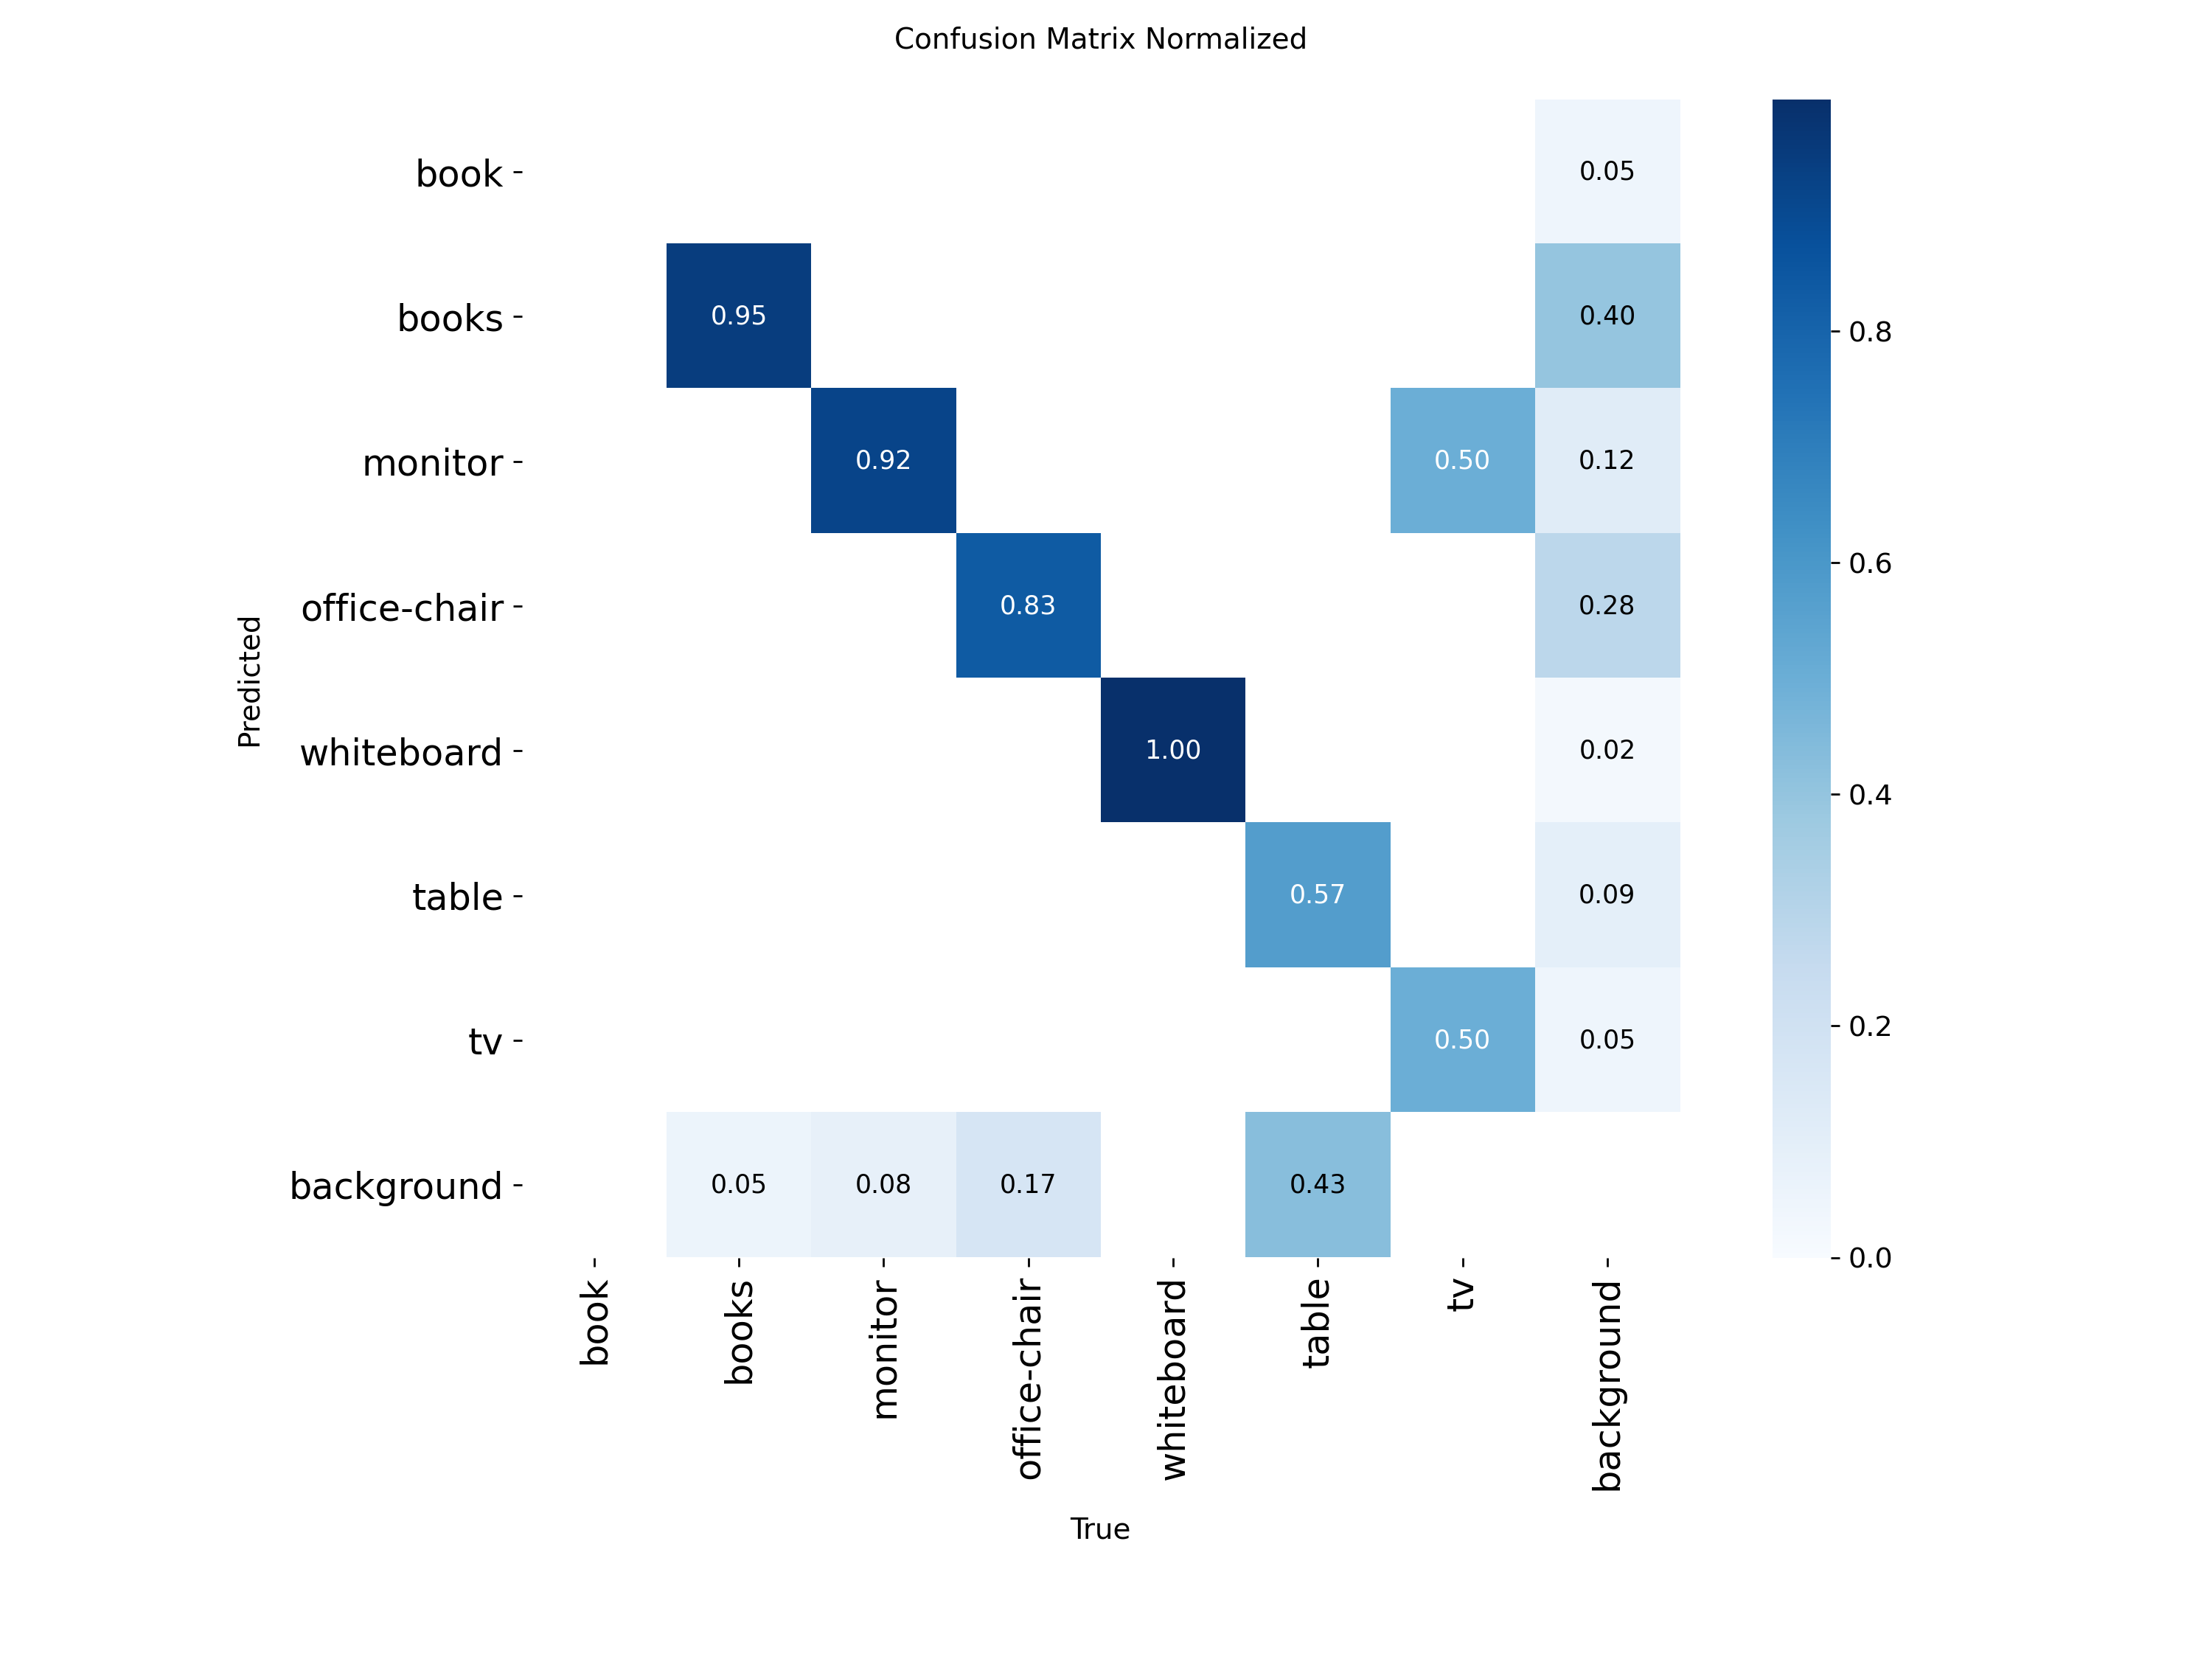 Confusion Matrix Normalized
book 0.05
books 0.95 0.40 0.8
monitor 0.92 0.50 0.12
0.6
office-chair 0.83 0.28
Predicted
whiteboard 1.00 0.02
0.4
table 0.57 0.09
0.2
tv 0.50 0.05
background 0.05 0.08 0.17 0.43
0.0
book books monitor office-chair whiteboard table tv background
True